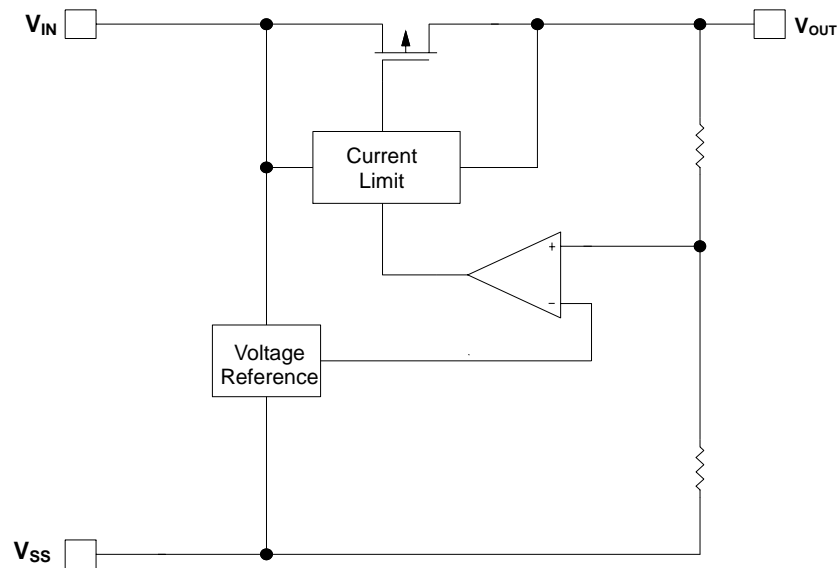 VIN
VOUT
Current
Limit
+
−
Voltage
Reference
VSS